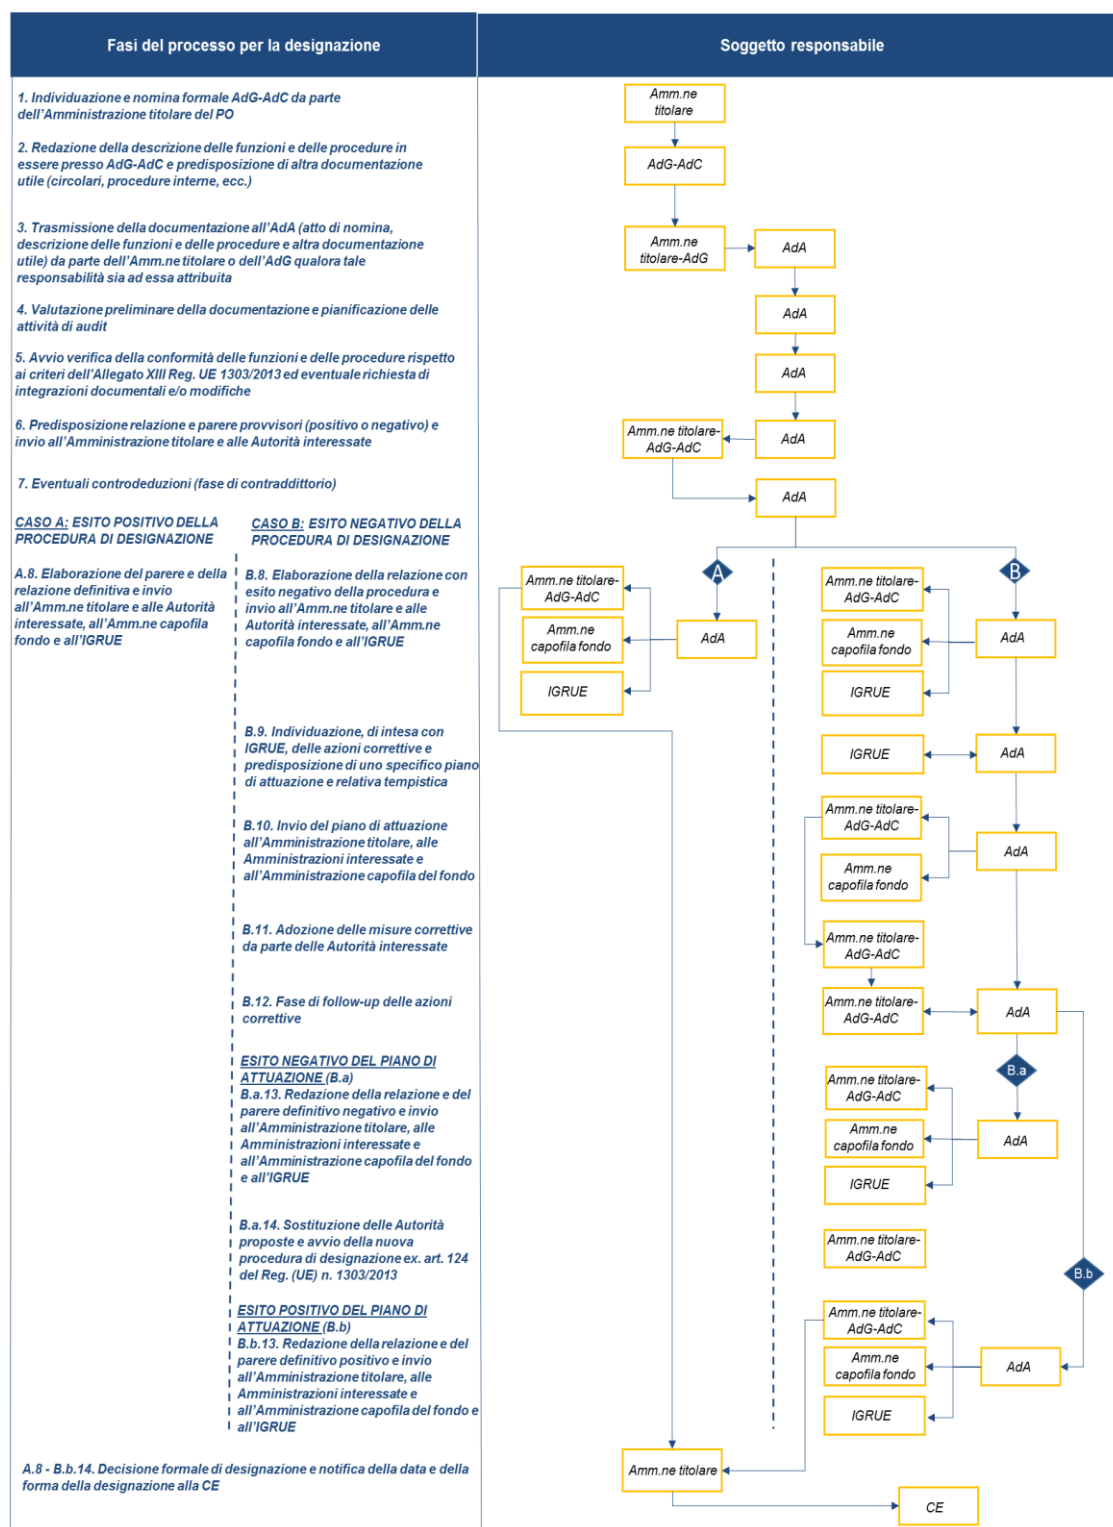 Fasi del processo per la designazione
Soggetto responsabile
1. Individuazione e nomina formale AdG-AdC da parte
dell'Amministrazione titolare del PO
Amm.ne
titolare
2. Redazione della descrizione delle funzioni e delle procedure in
essere presso AdG-AdC e predisposizione di altra documentazione
utile (circolari, procedure interne, ecc.)
AdG-AdC
3. Trasmissione della documentazione all'AdA (atto di nomina,
descrizione delle funzioni e delle procedure e altra documentazione
utile) da parte dell'Amm.ne titolare o dell'AdG qualora tale
responsabilità sia ad essa attribuita
Amm.ne
titolare-AdG
AdA
4. Valutazione preliminare della documentazione e pianificazione delle
attività di audit
AdA
5. Avvio verifica della conformità delle funzioni e delle procedure rispetto
ai criteri dell'Allegato XIII Reg. UE 1303/2013 ed eventuale richiesta di
integrazioni documentali e/o modifiche
AdA
6. Predisposizione relazione e parere provvisori (positivo o negativo) e
invio all'Amministrazione titolare e alle Autorità interessate
Amm.ne titolare-
AdG-AdC
AdA
7. Eventuali controdeduzioni (fase di contraddittorio)
AdA
CASO A: ESITO POSITIVO DELLA
PROCEDURA DI DESIGNAZIONE
CASO B: ESITO NEGATIVO DELLA
PROCEDURA DI DESIGNAZIONE
A
B
A.8. Elaborazione del parere e della
relazione definitiva e invio
all'Amm.ne titolare e alle Autorità
interessate, all'Amm.ne capofila
fondo e all'IGRUE
B.8. Elaborazione della relazione con
esito negativo della procedura e
invio all'Amm.ne titolare e alle
Autorità interessate, all'Amm.ne
capofila fondo e all'IGRUE
Amm.ne titolare-
AdG-AdC
Amm.ne
capofila fondo
IGRUE
AdA
Amm.ne titolare-
AdG-AdC
Amm.ne
capofila fondo
IGRUE
AdA
B.9. Individuazione, di intesa con
IGRUE, delle azioni correttive e
predisposizione di uno specifico piano
di attuazione e relativa tempistica
IGRUE
AdA
B.10. Invio del piano di attuazione
all'Amministrazione titolare, alle
Amministrazioni interessate e
all'Amministrazione capofila del fondo
Amm.ne titolare-
AdG-AdC
Amm.ne
capofila fondo
AdA
B.11. Adozione delle misure correttive
da parte delle Autorità interessate
Amm.ne titolare-
AdG-AdC
B.12. Fase di follow-up delle azioni
correttive
Amm.ne titolare-
AdG-AdC
AdA
ESITO NEGATIVO DEL PIANO DI
ATTUAZIONE (B.a)
B.a.13. Redazione della relazione e del
parere definitivo negativo e invio
all'Amministrazione titolare, alle
Amministrazioni interessate e
all'Amministrazione capofila del fondo
e all'IGRUE
B.a
Amm.ne titolare-
AdG-AdC
Amm.ne
capofila fondo
IGRUE
AdA
B.a.14. Sostituzione delle Autorità
proposte e avvio della nuova
procedura di designazione ex. art. 124
del Reg. (UE) n. 1303/2013
Amm.ne titolare-
AdG-AdC
B.b
ESITO POSITIVO DEL PIANO DI
ATTUAZIONE (B.b)
B.b.13. Redazione della relazione e del
parere definitivo positivo e invio
all'Amministrazione titolare, alle
Amministrazioni interessate e
all'Amministrazione capofila del fondo e
all'IGRUE
Amm.ne titolare-
AdG-AdC
Amm.ne
capofila fondo
IGRUE
AdA
A.8 - B.b.14. Decisione formale di designazione e notifica della data e della
forma della designazione alla CE
Amm.ne titolare
CE